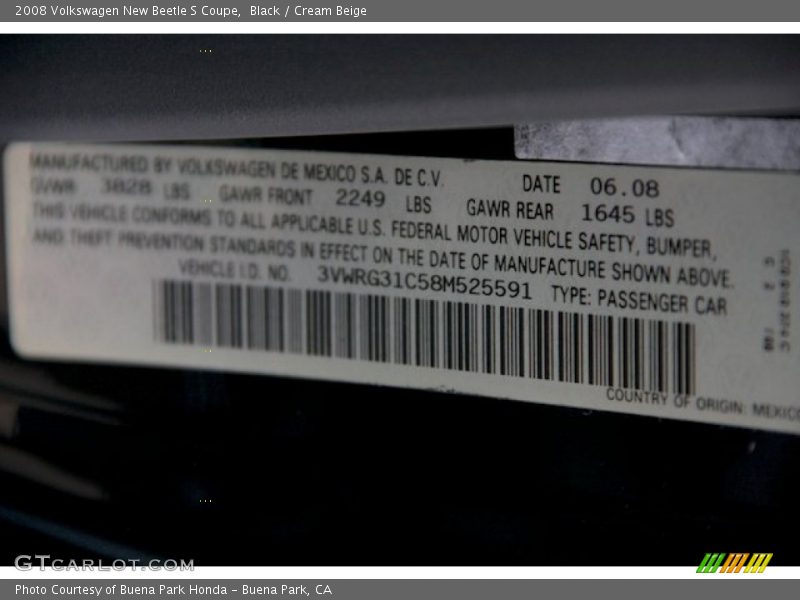 2008 Volkswagen New Beetle S Coupe, Black / Cream Beige
MANUFACTURED BY VOLKSWAGEN DE MEXICO S.A. DE C.V. DATE 06.08
GVWR 3828 LBS GAWR FRONT 2249 LBS GAWR REAR 1645 LBS
THIS VEHICLE CONFORMS TO ALL APPLICABLE U.S. FEDERAL MOTOR VEHICLE SAFETY, BUMPER,
AND THEFT PREVENTION STANDARDS IN EFFECT ON THE DATE OF MANUFACTURE SHOWN ABOVE.
VEHICLE I.D. NO. 3VWRG31C58M525591 TYPE: PASSENGER CAR
COUNTRY OF ORIGIN: MEXICO
GTcarlot.com
Photo Courtesy of Buena Park Honda - Buena Park, CA